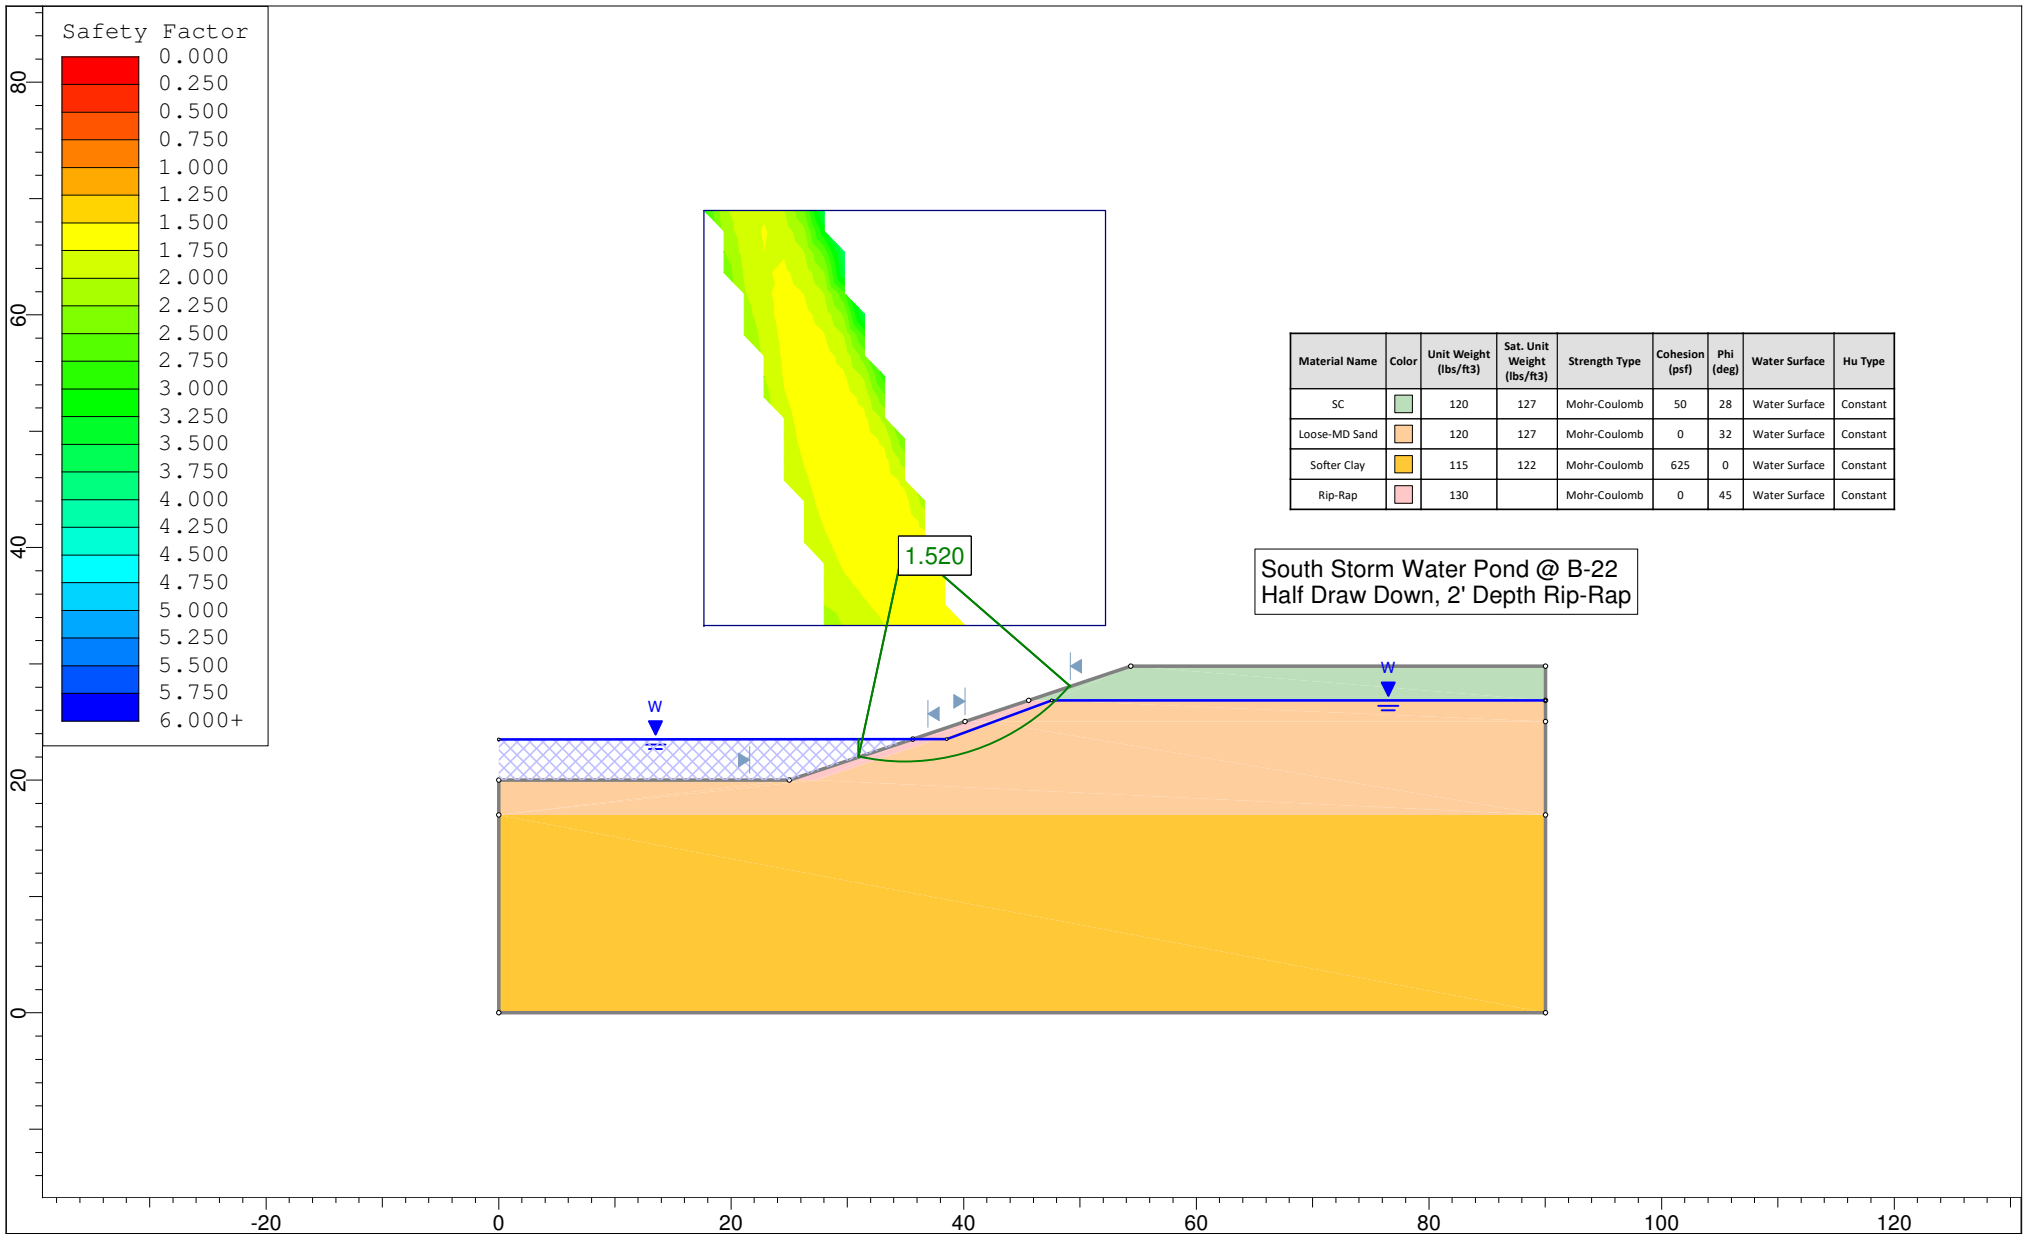 Safety Factor
0.000
0.250
0.500
0.750
1.000
1.250
1.500
1.750
2.000
2.250
2.500
2.750
3.000
3.250
3.500
3.750
4.000
4.250
4.500
4.750
5.000
5.250
5.500
5.750
6.000+
80
60
40
20
0
1.520
Material Name Color Unit Weight (lbs/ft3) Sat. Unit Weight (lbs/ft3) Strength Type Cohesion (psf) Phi (deg) Water Surface Hu Type
SC 120 127 Mohr-Coulomb 50 28 Water Surface Constant
Loose-MD Sand 120 127 Mohr-Coulomb 0 32 Water Surface Constant
Softer Clay 115 122 Mohr-Coulomb 625 0 Water Surface Constant
Rip-Rap 130 Mohr-Coulomb 0 45 Water Surface Constant
South Storm Water Pond @ B-22
Half Draw Down, 2' Depth Rip-Rap
W
W
-20 0 20 40 60 80 100 120